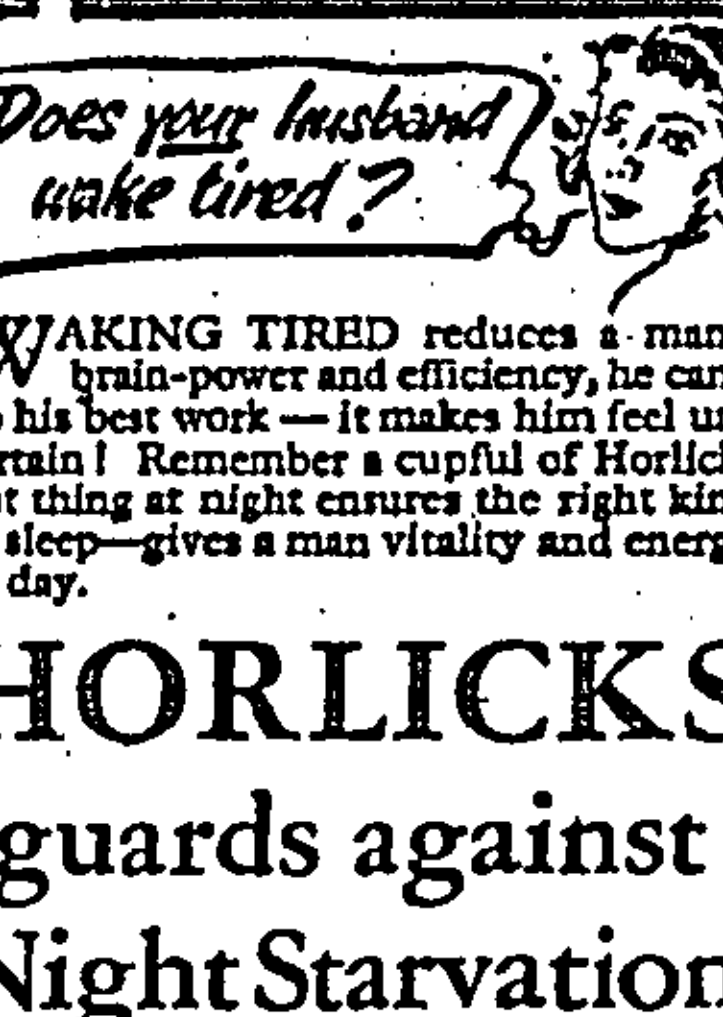 Does your husband
wake tired?
WAKING TIRED reduces a man
brain-power and efficiency, he can
his best work — it makes him feel u
rtain! Remember a cupful of Horlick
t thing at night ensures the right kin
sleep—gives a man vitality and energ
day.
HORLICKS
guards against
Night Starvation